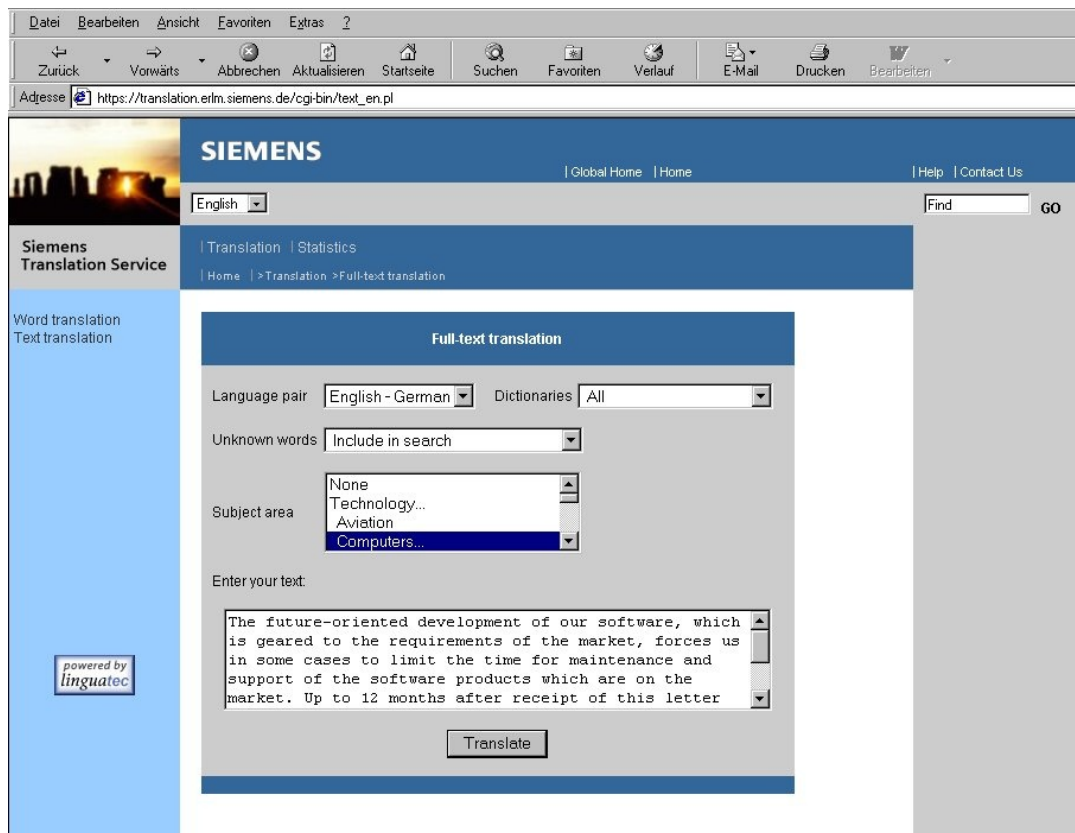 Datei Bearbeiten Ansicht Favoriten Extras ?
Zurück Vorwärts Abbrechen Aktualisieren Startseite Suchen Favoriten Verlauf E-Mail Drucken Bearbeiten
Adresse https://translation.erlm.siemens.de/cgi-bin/text_en.pl
SIEMENS
| Global Home | Home | Help | Contact Us
English Find GO
Siemens
Translation Service
| Translation | Statistics
| Home | >Translation >Full-text translation
Word translation
Text translation
Full-text translation
Language pair English - German Dictionaries All
Unknown words Include in search
Subject area
None
Technology...
Aviation
Computers...
Enter your text:
The future-oriented development of our software, which
is geared to the requirements of the market, forces us
in some cases to limit the time for maintenance and
support of the software products which are on the
market. Up to 12 months after receipt of this letter
powered by
linguatec
Translate